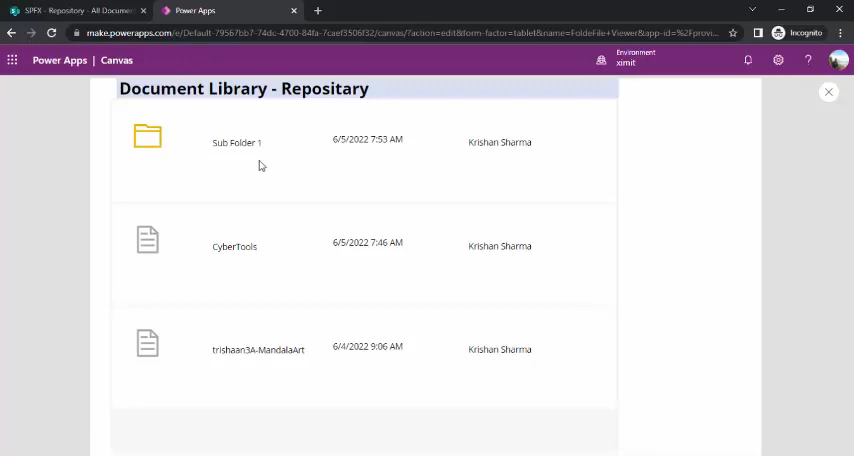 SPFX - Repository - All Documen
Power Apps
make.powerapps.com/e/Default-79567bb7-74dc-4700-84fa-7caef3506f32/canvas/?action=edit&form-factor=tablet&name=FoldeFile+Viewer&app-id=%2Fprovi...
Incognito
Power Apps | Canvas
Environment
ximit
Document Library - Repositary
Sub Folder 1 6/5/2022 7:53 AM Krishan Sharma
CyberTools 6/5/2022 7:46 AM Krishan Sharma
trishaan3A-MandalaArt 6/4/2022 9:06 AM Krishan Sharma